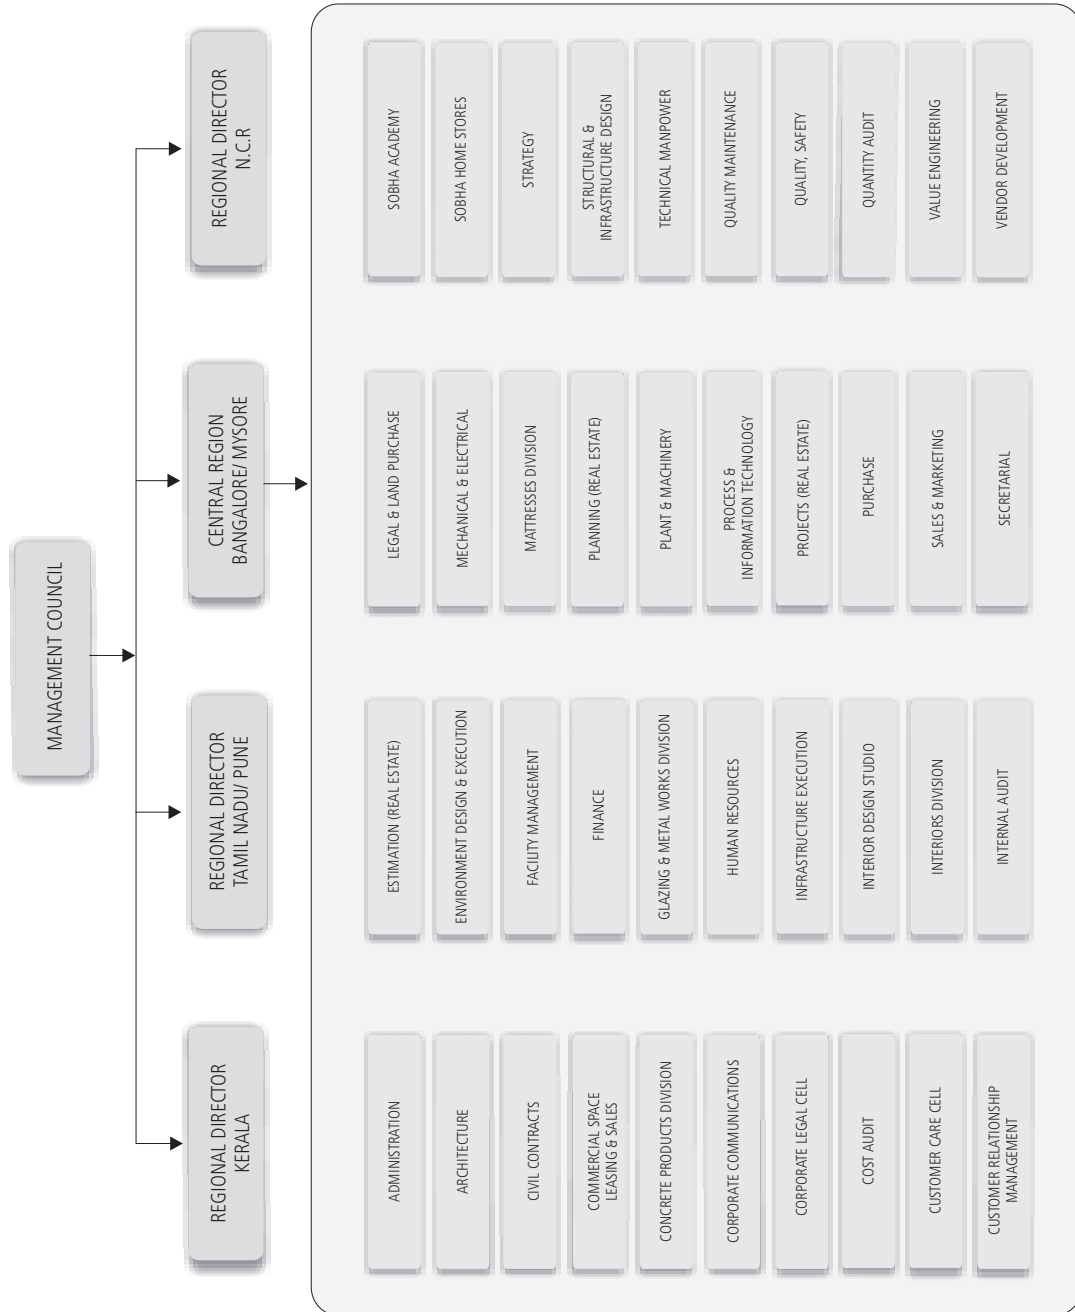 MANAGEMENT COUNCIL
REGIONAL DIRECTOR
KERALA
REGIONAL DIRECTOR
TAMIL NADU/ PUNE
CENTRAL REGION
BANGALORE/ MYSORE
REGIONAL DIRECTOR
N.C.R
ADMINISTRATION
ARCHITECTURE
CIVIL CONTRACTS
COMMERCIAL SPACE
LEASING & SALES
CONCRETE PRODUCTS DIVISION
CORPORATE COMMUNICATIONS
CORPORATE LEGAL CELL
COST AUDIT
CUSTOMER CARE CELL
CUSTOMER RELATIONSHIP
MANAGEMENT
ESTIMATION (REAL ESTATE)
ENVIRONMENT DESIGN & EXECUTION
FACILITY MANAGEMENT
FINANCE
GLAZING & METAL WORKS DIVISION
HUMAN RESOURCES
INFRASTRUCTURE EXECUTION
INTERIOR DESIGN STUDIO
INTERIORS DIVISION
INTERNAL AUDIT
LEGAL & LAND PURCHASE
MECHANICAL & ELECTRICAL
MATTRESSES DIVISION
PLANNING (REAL ESTATE)
PLANT & MACHINERY
PROCESS &
INFORMATION TECHNOLOGY
PROJECTS (REAL ESTATE)
PURCHASE
SALES & MARKETING
SECRETARIAL
SOBHA ACADEMY
SOBHA HOME STORES
STRATEGY
STRUCTURAL &
INFRASTRUCTURE DESIGN
TECHNICAL MANPOWER
QUALITY MAINTENANCE
QUALITY, SAFETY
QUANTITY AUDIT
VALUE ENGINEERING
VENDOR DEVELOPMENT